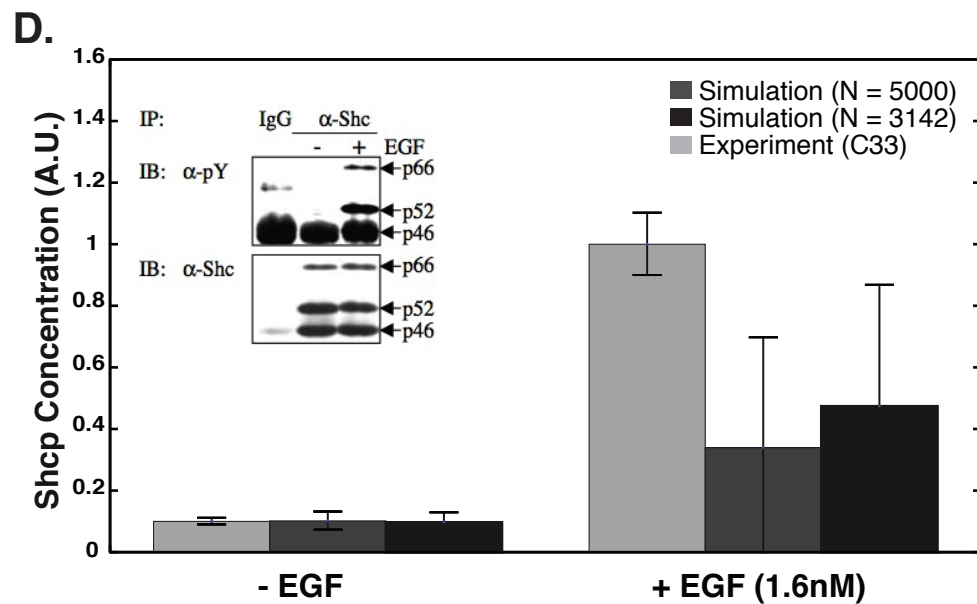 D.
Shcp Concentration (A.U.)
1.6
1.4
1.2
1
0.8
0.6
0.4
0.2
0
IP: IgG α-Shc
- + EGF
IB: α-pY
p66
p52
p46
IB: α-Shc
p66
p52
p46
Simulation (N = 5000)
Simulation (N = 3142)
Experiment (C33)
- EGF + EGF (1.6nM)